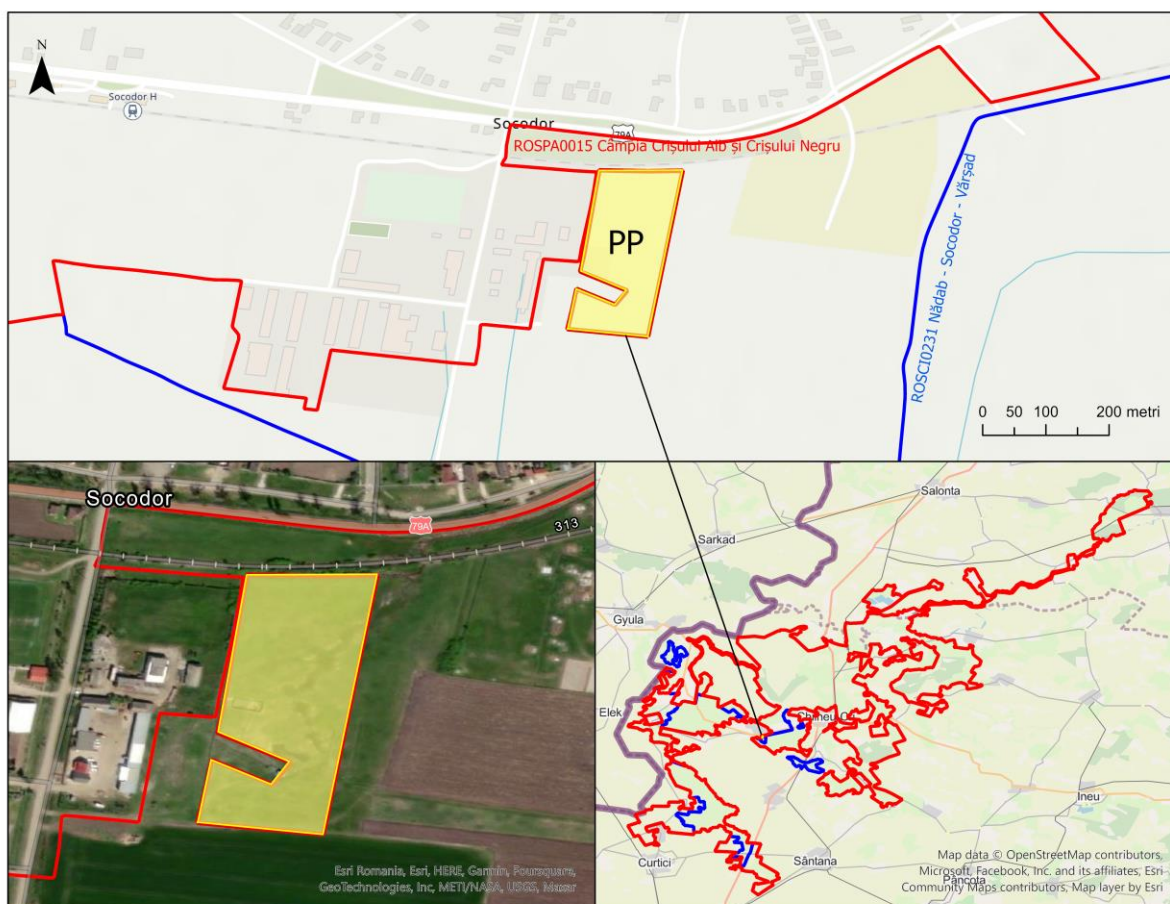 N
Socodor H
Socodor
79A
ROSPA0015 Câmpia Crișului Alb și Crișului Negru
PP
ROSCI0231 Nădab - Socodor - Vărșad
0 50 100 200 metri
Socodor
79A
313
Esri Romania, Esri, HERE, Garmin, Foursquare,
GeoTechnologies, Inc, METI/NASA, USGS, Maxar
Salonta
Sarkad
Gyula
Elek
Ineu
Curtici
Sântana
Pâncota
Map data © OpenStreetMap contributors,
Microsoft, Facebook, Inc. and its affiliates, Esri
Community Maps contributors, Map layer by Esri